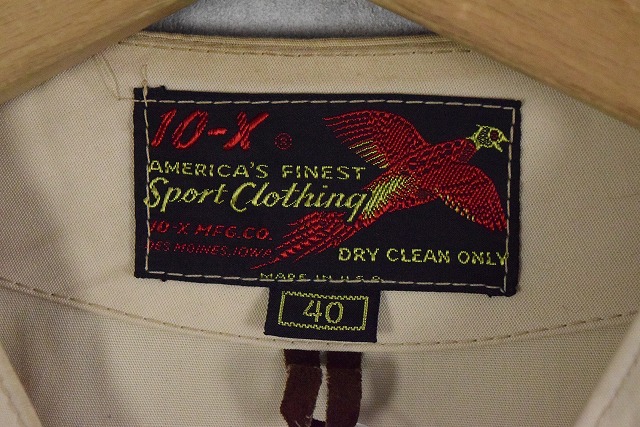 10-X ®
AMERICA'S FINEST
Sport Clothing
10-X MFG. CO.
DES MOINES, IOWA
DRY CLEAN ONLY
MADE IN U.S.A.
40